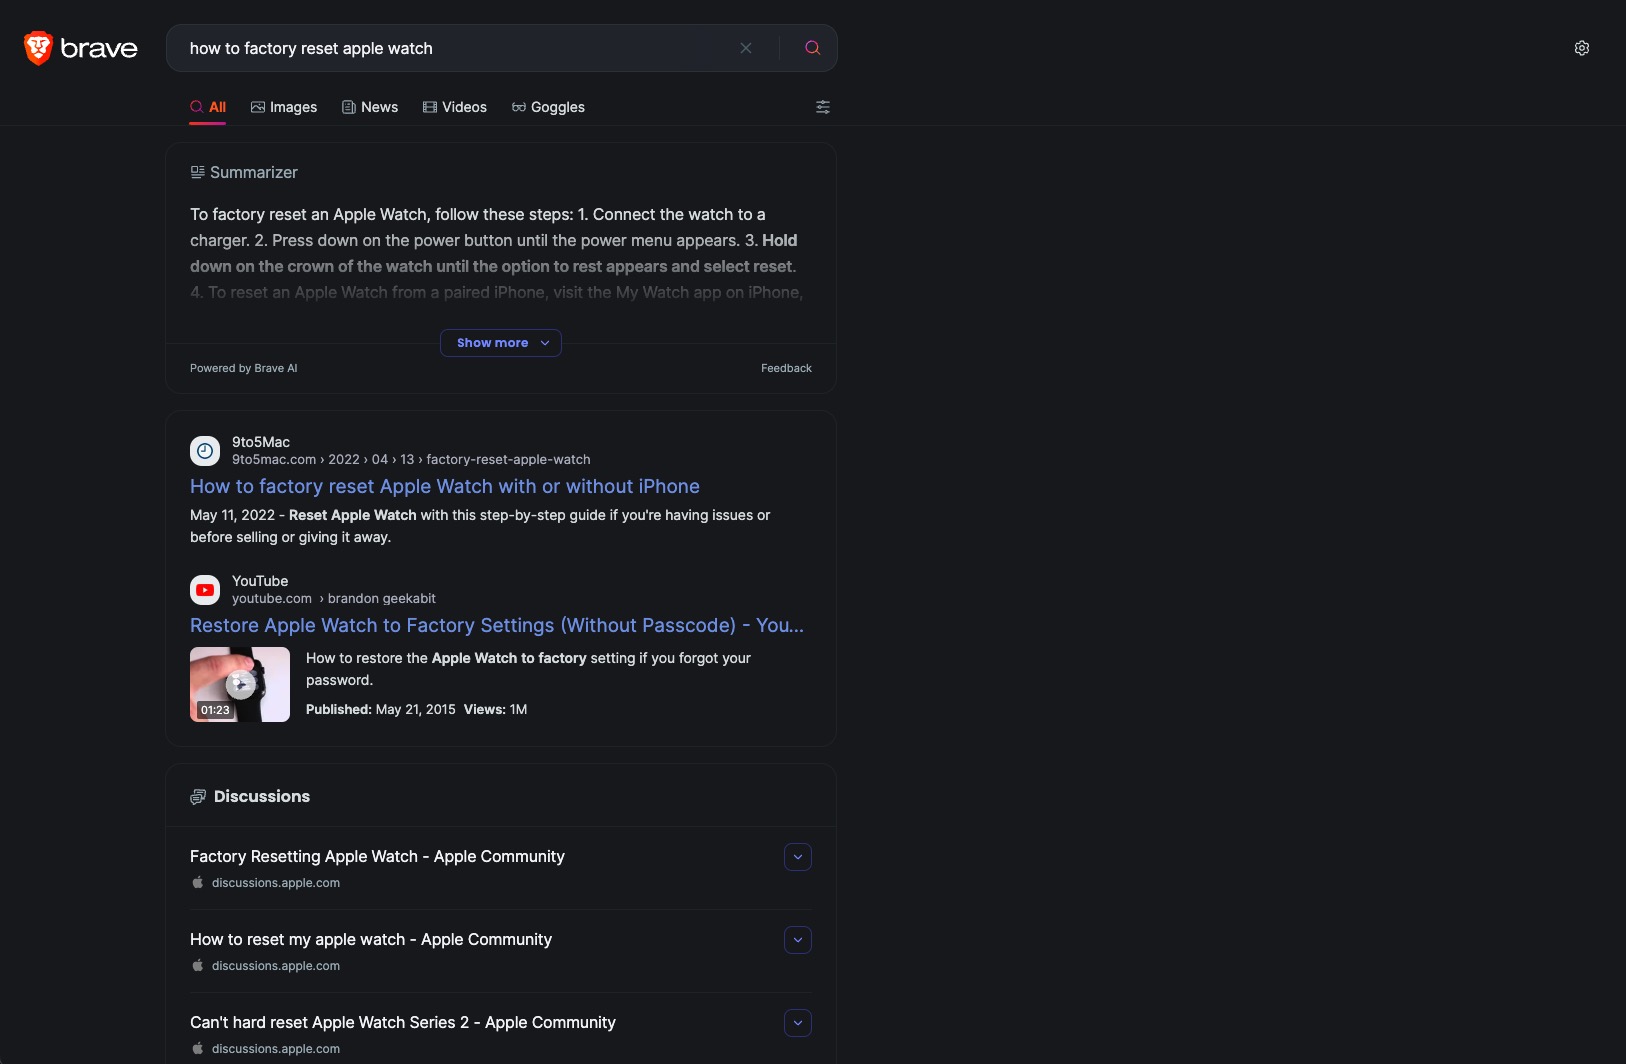 brave
how to factory reset apple watch
All
Images
News
Videos
Goggles
Summarizer
To factory reset an Apple Watch, follow these steps: 1. Connect the watch to a
charger. 2. Press down on the power button until the power menu appears. 3. Hold
down on the crown of the watch until the option to rest appears and select reset.
4. To reset an Apple Watch from a paired iPhone, visit the My Watch app on iPhone,
Show more
Powered by Brave AI
Feedback
9to5Mac
9to5mac.com › 2022 › 04 › 13 › factory-reset-apple-watch
How to factory reset Apple Watch with or without iPhone
May 11, 2022 - Reset Apple Watch with this step-by-step guide if you're having issues or
before selling or giving it away.
YouTube
youtube.com › brandon geekabit
Restore Apple Watch to Factory Settings (Without Passcode) - You...
How to restore the Apple Watch to factory setting if you forgot your
password.
01:23
Published: May 21, 2015 Views: 1M
Discussions
Factory Resetting Apple Watch - Apple Community
discussions.apple.com
How to reset my apple watch - Apple Community
discussions.apple.com
Can't hard reset Apple Watch Series 2 - Apple Community
discussions.apple.com